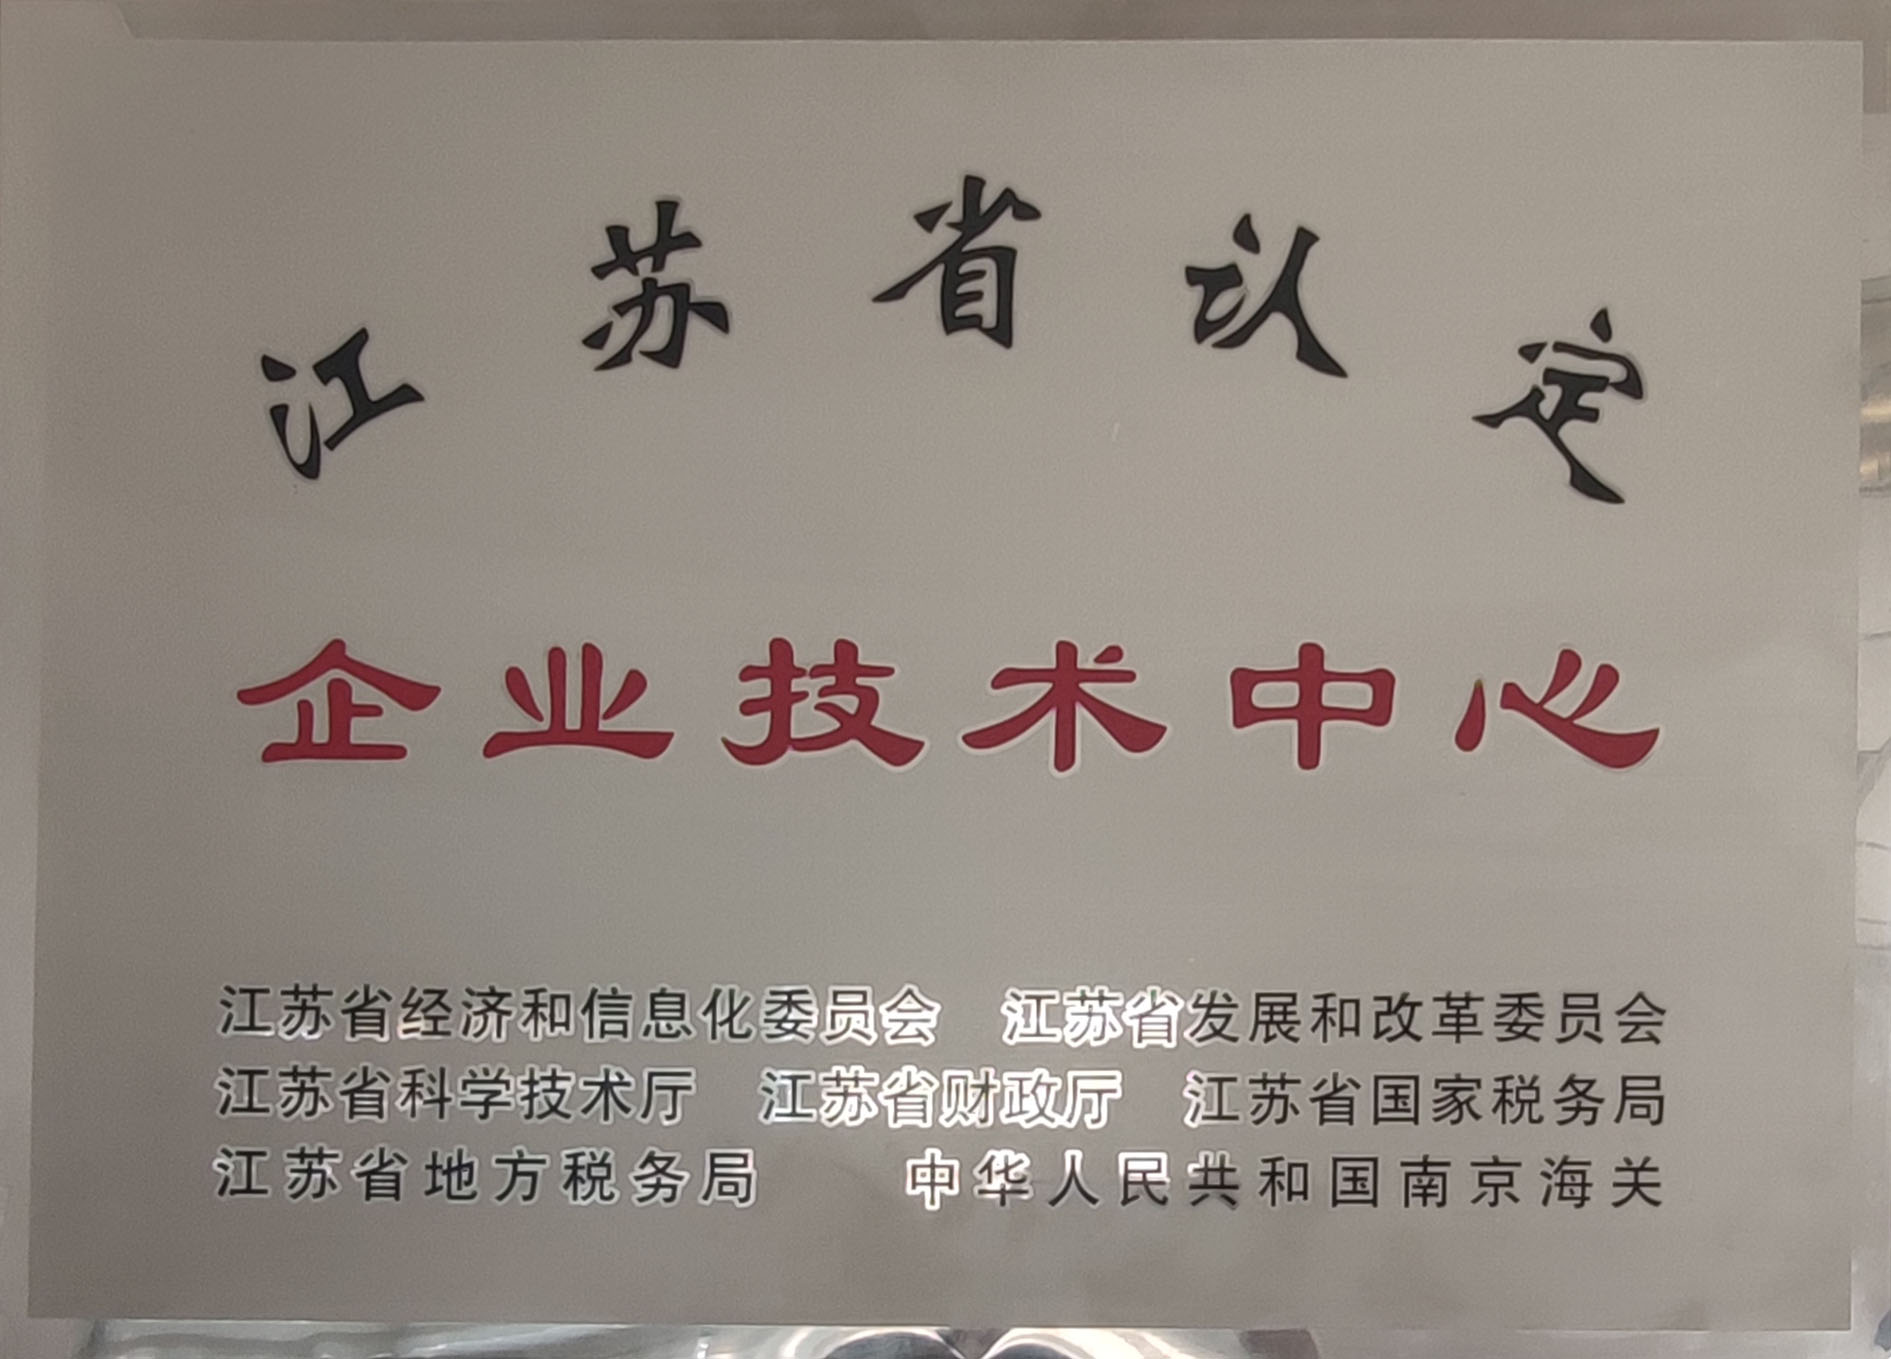 江苏省认定
企业技术中心
江苏省经济和信息化委员会 江苏省发展和改革委员会
江苏省科学技术厅 江苏省财政厅 江苏省国家税务局
江苏省地方税务局 中华人民共和国南京海关